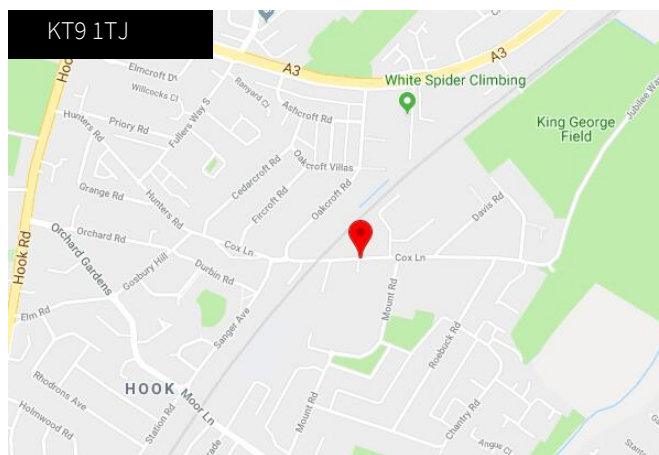 KT9 1TJ
A3
A3
White Spider Climbing
Elmcroft D
Willcocks Cl
Ranyard Cl
Ashcroft Rd
Fullers Way S
Hunters Rd
Priory Rd
Oakcroft Villas
King George
Field
Jubilee Way
Hook Rd
Grange Rd
Cedarcroft Rd
Fircroft Rd
Oakcroft Rd
Hunters Rd
Davis Rd
Orchard Gardens
Orchard Rd
Cox Ln
Cox Ln
Gosbury Hill
Durbin Rd
Elm Rd
Sanger Ave
Mount Rd
Roebuck Rd
HOOK
Moor Ln
Rhodrons Ave
Holmwood Rd
Station Rd
Mount Rd
Chantry Rd
Angus Cl